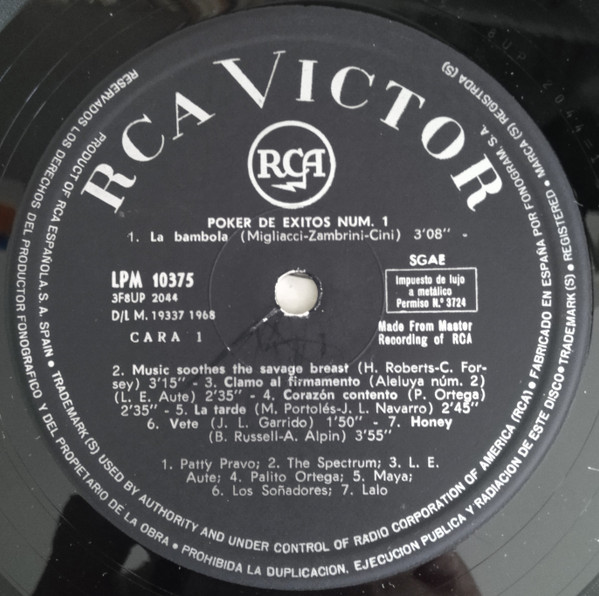 RCA VICTOR
RCA
POKER DE EXITOS NUM. 1
1. La bambola (Migliacci-Zambrini-Cini) 3'08" -
LPM 10375
3F8UP 2044
D/L M. 19337 1968
CARA 1
SGAE
Impuesto de lujo
a metálico
Permiso N.º 3724
Made From Master
Recording of RCA
2. Music soothes the savage breast (H. Roberts-C. For-
sey) 3'15" - 3. Clamo al firmamento (Aleluya núm. 2)
(L. E. Aute) 2'35" - 4. Corazón contento (P. Ortega)
2'35" - 5. La tarde (M. Portolés-J. L. Navarro) 2'45"
6. Vete (J. L. Garrido) 1'50" - 7. Honey
(B. Russell-A. Alpin) 3'55"
1. Patty Pravo; 2. The Spectrum; 3. L. E.
Aute; 4. Palito Ortega; 5. Maya;
6. Los Soñadores; 7. Lalo
PRODUCT OF RCA ESPAÑOLA, S. A. SPAIN • TRADEMARK (S) USED BY AUTHORITY AND UNDER CONTROL OF RADIO CORPORATION OF AMERICA (RCA) • FABRICADO EN ESPAÑA POR FONOGRAM, S. A.
RESERVADOS LOS DERECHOS DEL PRODUCTOR FONOGRAFICO Y DEL PROPIETARIO DE LA OBRA • PROHIBIDA LA DUPLICACION, EJECUCION PUBLICA Y RADIACION DE ESTE DISCO • TRADEMARK (S) • REGISTERED • MARCA (S) REGISTRDA (S)